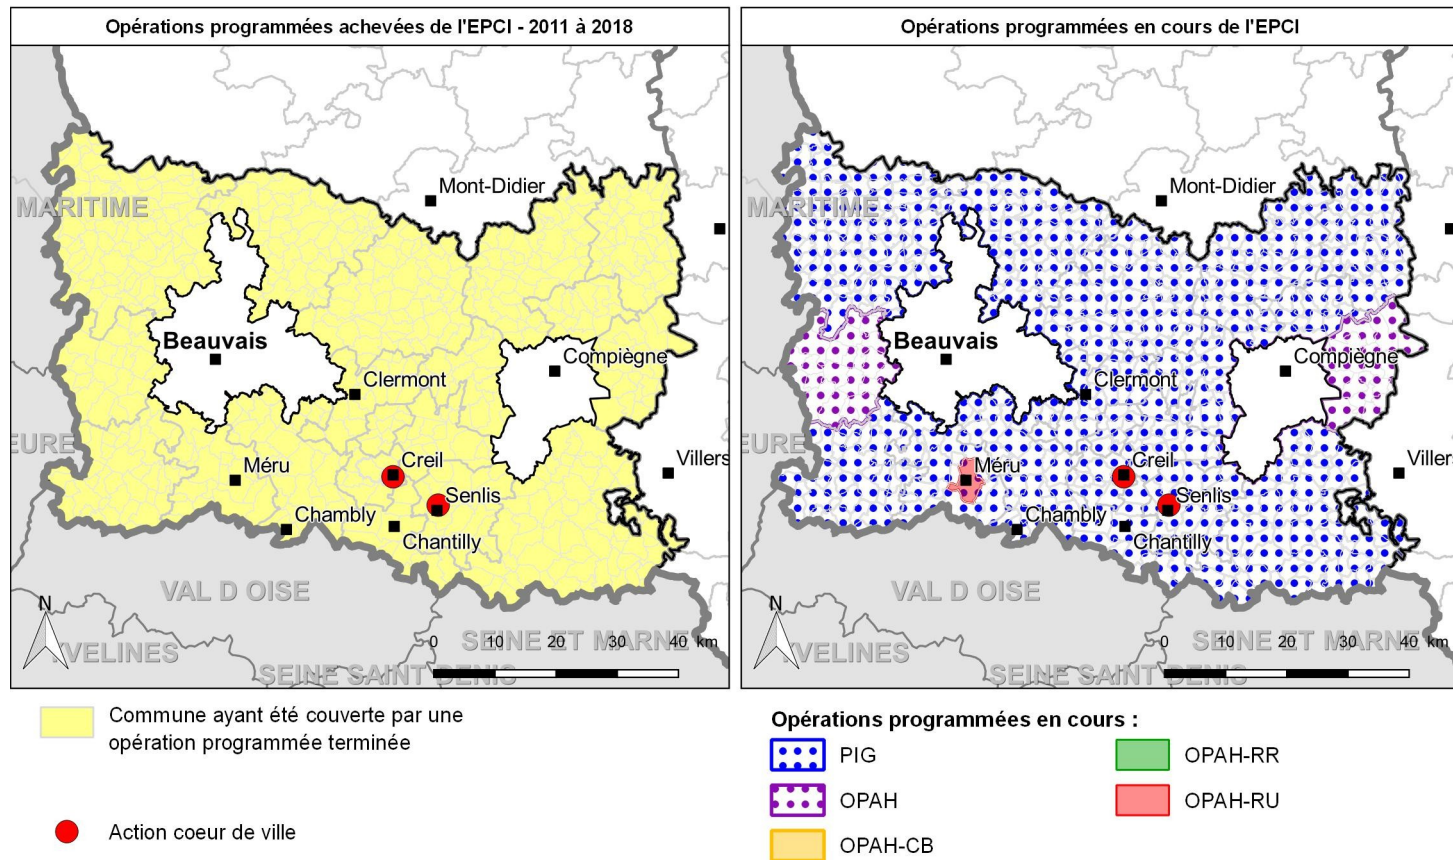 Opérations programmées achevées de l'EPCI - 2011 à 2018
Mont-Didier
MARITIME
Beauvais
Compiègne
Clermont
EURE
Méru
Creil
Villers
Senlis
Chambly
Chantilly
VAL D OISE
N
YVELINES
SEINE ET MARNE
SEINE SAINT DENIS
0 10 20 30 40 km
Opérations programmées en cours de l'EPCI
Mont-Didier
MARITIME
Beauvais
Compiègne
Clermont
EURE
Méru
Creil
Villers
Senlis
Chambly
Chantilly
VAL D OISE
N
YVELINES
SEINE ET MARNE
SEINE SAINT DENIS
0 10 20 30 40 km
Commune ayant été couverte par une
opération programmée terminée
Action coeur de ville
Opérations programmées en cours :
PIG
OPAH
OPAH-CB
OPAH-RR
OPAH-RU